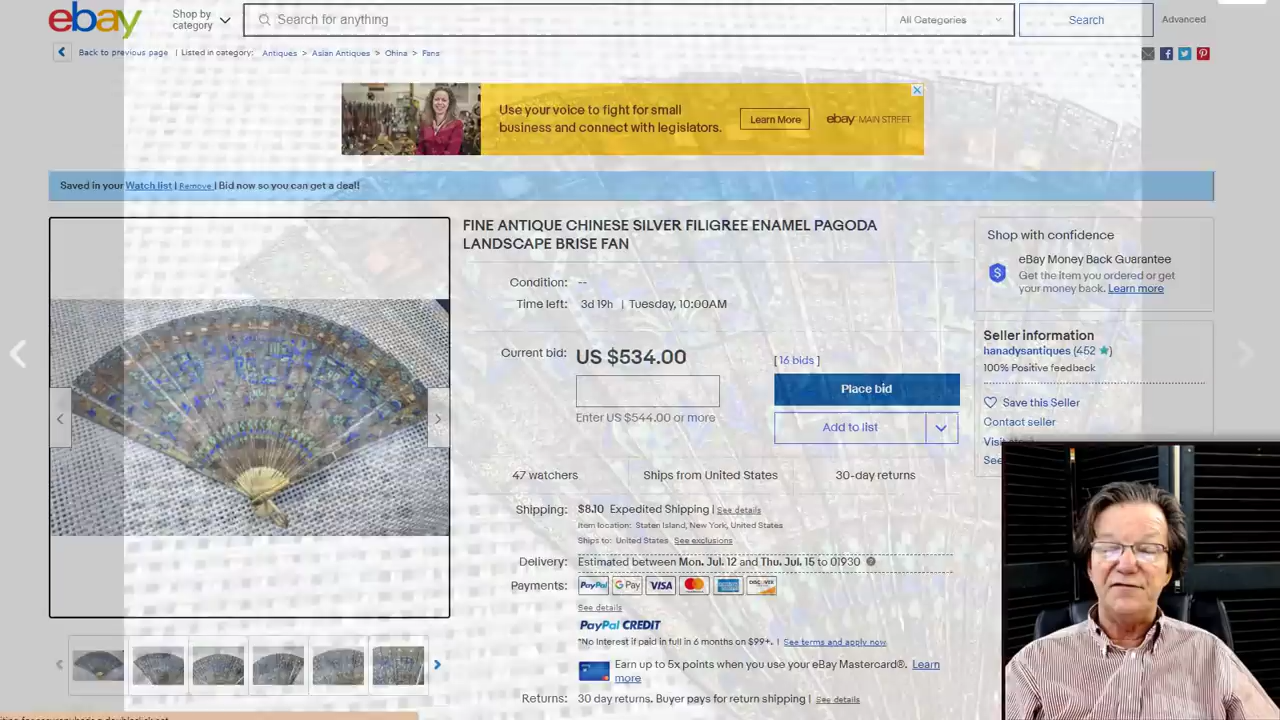 ebay
Shop by
category
Search for anything
All Categories
Search
Advanced
Back to previous page | Listed in category: Antiques > Asian Antiques > China > Fans
Use your voice to fight for small
business and connect with legislators.
Learn More
ebay MAIN STREET
Saved in your Watch list | Remove | Bid now so you can get a deal!
FINE ANTIQUE CHINESE SILVER FILIGREE ENAMEL PAGODA
LANDSCAPE BRISE FAN
Condition: --
Time left: 3d 19h | Tuesday, 10:00AM
Current bid: US $534.00
[ 16 bids ]
Place bid
Enter US $544.00 or more
Add to list
47 watchers
Ships from United States
30-day returns
Shipping: $8.10 Expedited Shipping | See details
Item location: Staten Island, New York, United States
Ships to: United States See exclusions
Delivery: Estimated between Mon. Jul. 12 and Thu. Jul. 15 to 01930
Payments: PayPal G Pay VISA
See details
PayPal CREDIT
*No Interest if paid in full in 6 months on $99+. | See terms and apply now
Earn up to 5x points when you use your eBay Mastercard®. Learn
more
Returns: 30 day returns. Buyer pays for return shipping | See details
Shop with confidence
eBay Money Back Guarantee
Get the item you ordered or get
your money back. Learn more
Seller information
hanadysantiques (452 ★)
100% Positive feedback
Save this Seller
Contact seller
See